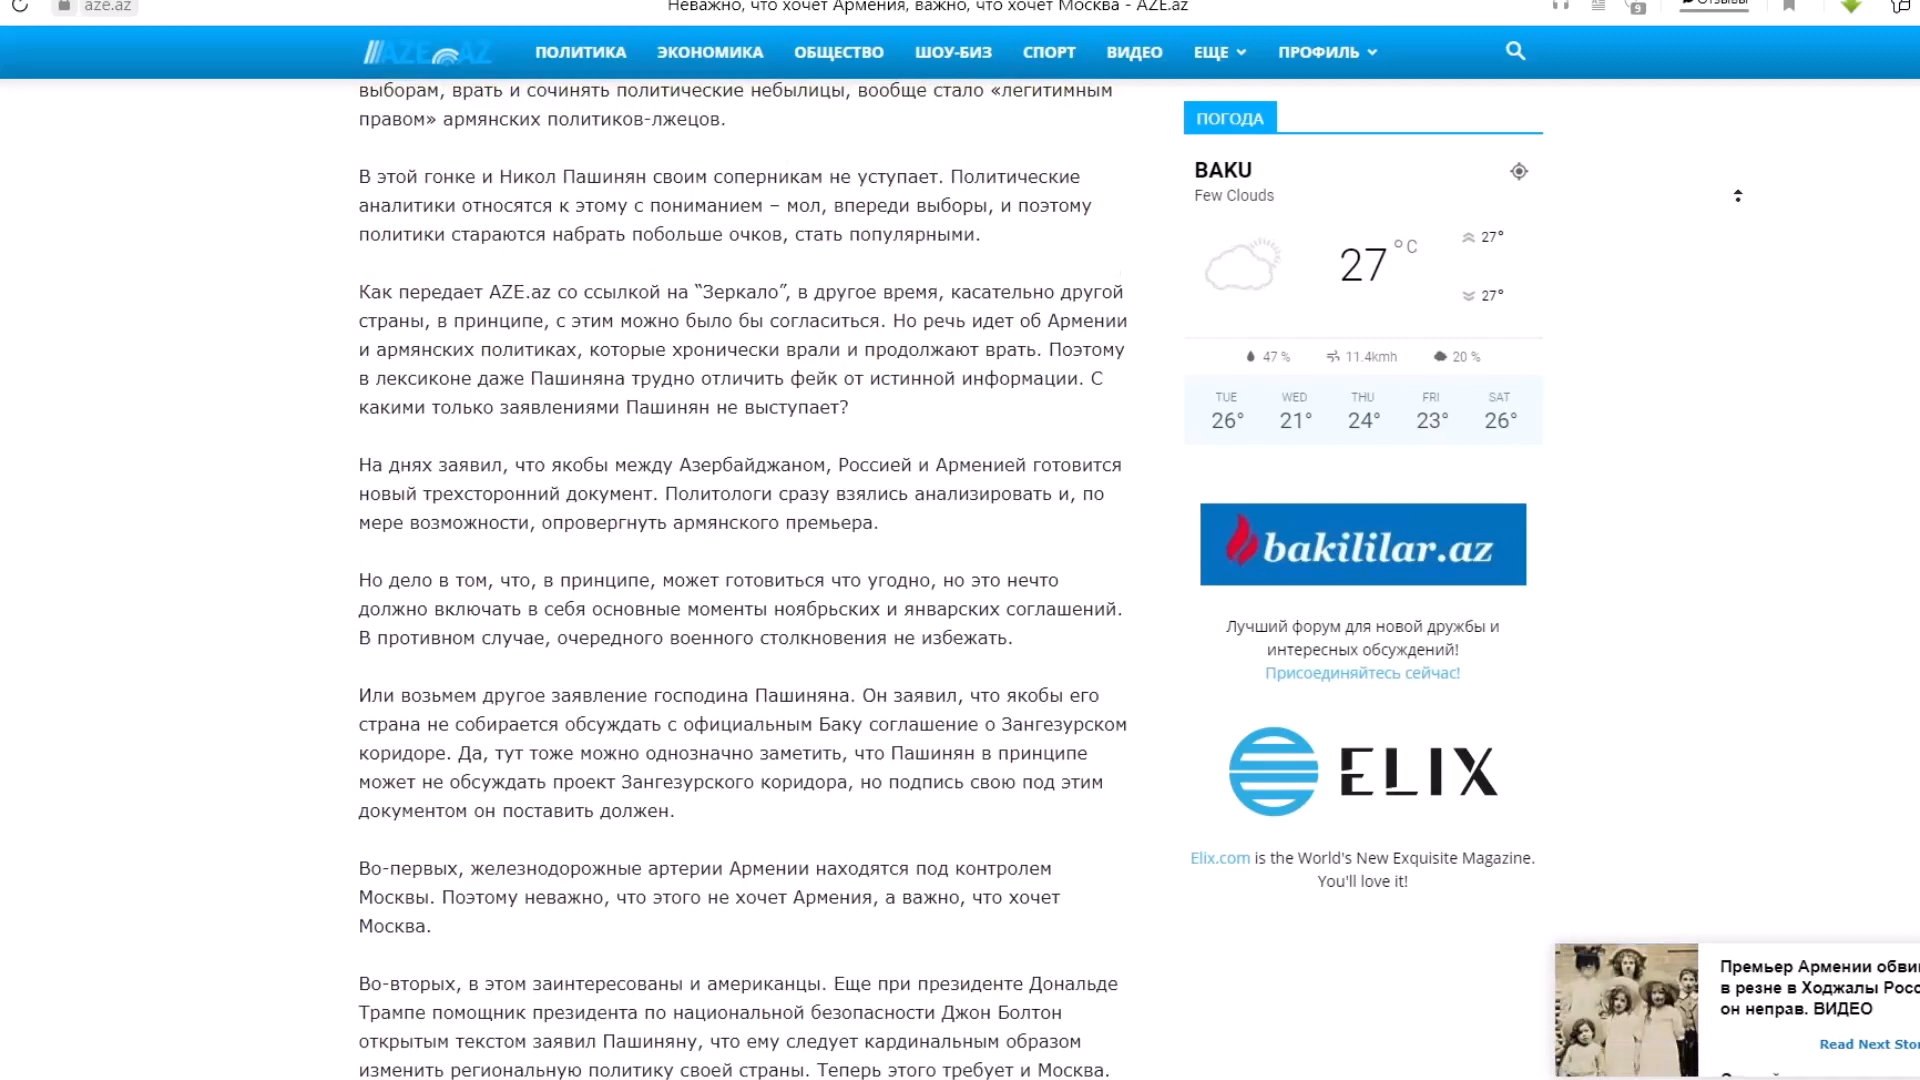 aze.az
Неважно, что хочет Армения, важно, что хочет Москва - AZE.az
9
Отзывы
AZE.AZ
ПОЛИТИКА
ЭКОНОМИКА
ОБЩЕСТВО
ШОУ-БИЗ
СПОРТ
ВИДЕО
ЕЩЕ
ПРОФИЛЬ
выборам, врать и сочинять политические небылицы, вообще стало «легитимным
правом» армянских политиков-лжецов.
В этой гонке и Никол Пашинян своим соперникам не уступает. Политические
аналитики относятся к этому с пониманием – мол, впереди выборы, и поэтому
политики стараются набрать побольше очков, стать популярными.
Как передает AZE.az со ссылкой на “Зеркало”, в другое время, касательно другой
страны, в принципе, с этим можно было бы согласиться. Но речь идет об Армении
и армянских политиках, которые хронически врали и продолжают врать. Поэтому
в лексиконе даже Пашиняна трудно отличить фейк от истинной информации. С
какими только заявлениями Пашинян не выступает?
На днях заявил, что якобы между Азербайджаном, Россией и Арменией готовится
новый трехсторонний документ. Политологи сразу взялись анализировать и, по
мере возможности, опровергнуть армянского премьера.
Но дело в том, что, в принципе, может готовиться что угодно, но это нечто
должно включать в себя основные моменты ноябрьских и январских соглашений.
В противном случае, очередного военного столкновения не избежать.
Или возьмем другое заявление господина Пашиняна. Он заявил, что якобы его
страна не собирается обсуждать с официальным Баку соглашение о Зангезурском
коридоре. Да, тут тоже можно однозначно заметить, что Пашинян в принципе
может не обсуждать проект Зангезурского коридора, но подпись свою под этим
документом он поставить должен.
Во-первых, железнодорожные артерии Армении находятся под контролем
Москвы. Поэтому неважно, что этого не хочет Армения, а важно, что хочет
Москва.
Во-вторых, в этом заинтересованы и американцы. Еще при президенте Дональде
Трампе помощник президента по национальной безопасности Джон Болтон
открытым текстом заявил Пашиняну, что ему следует кардинальным образом
изменить региональную политику своей страны. Теперь этого требует и Москва.
ПОГОДА
BAKU
Few Clouds
27 °C
27°
27°
47 %
11.4kmh
20 %
TUE WED THU FRI SAT
26° 21° 24° 23° 26°
bakililar.az
Лучший форум для новой дружбы и
интересных обсуждений!
Присоединяйтесь сейчас!
ELIX
Elix.com is the World's New Exquisite Magazine.
You'll love it!
Премьер Армении обви
в резне в Ходжалы Росс
он неправ. ВИДЕО
Read Next Stor